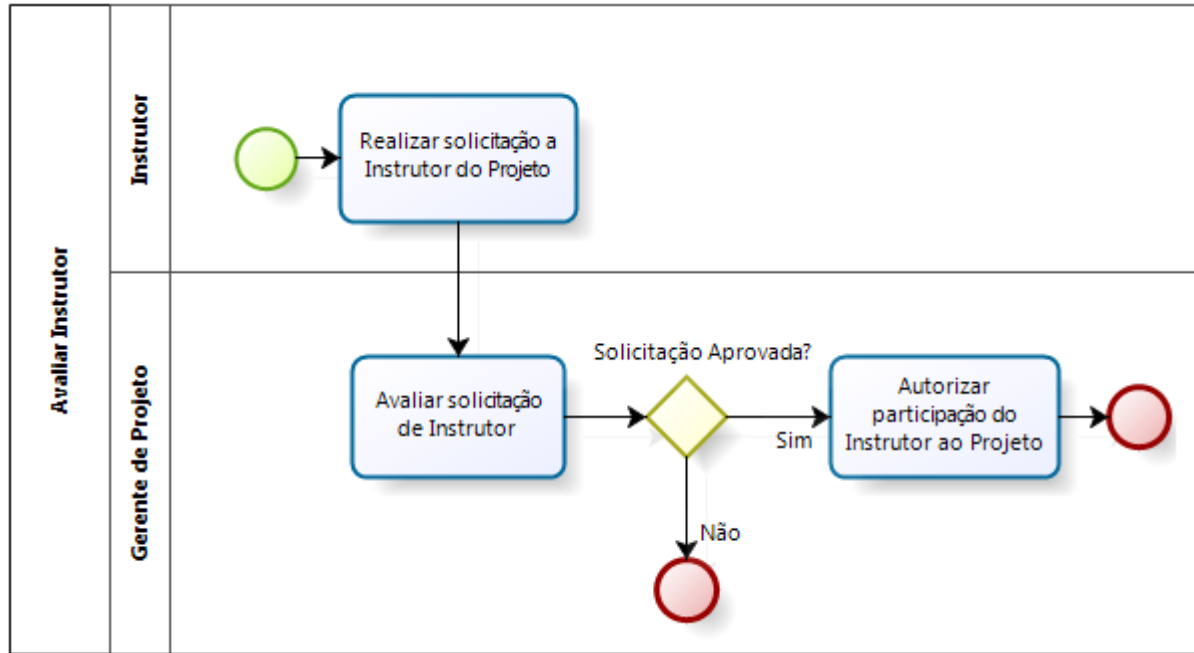 Avaliar Instrutor
Instrutor
Realizar solicitação a
Instrutor do Projeto
Gerente de Projeto
Avaliar solicitação
de Instrutor
Solicitação Aprovada?
Sim
Não
Autorizar
participação do
Instrutor ao Projeto